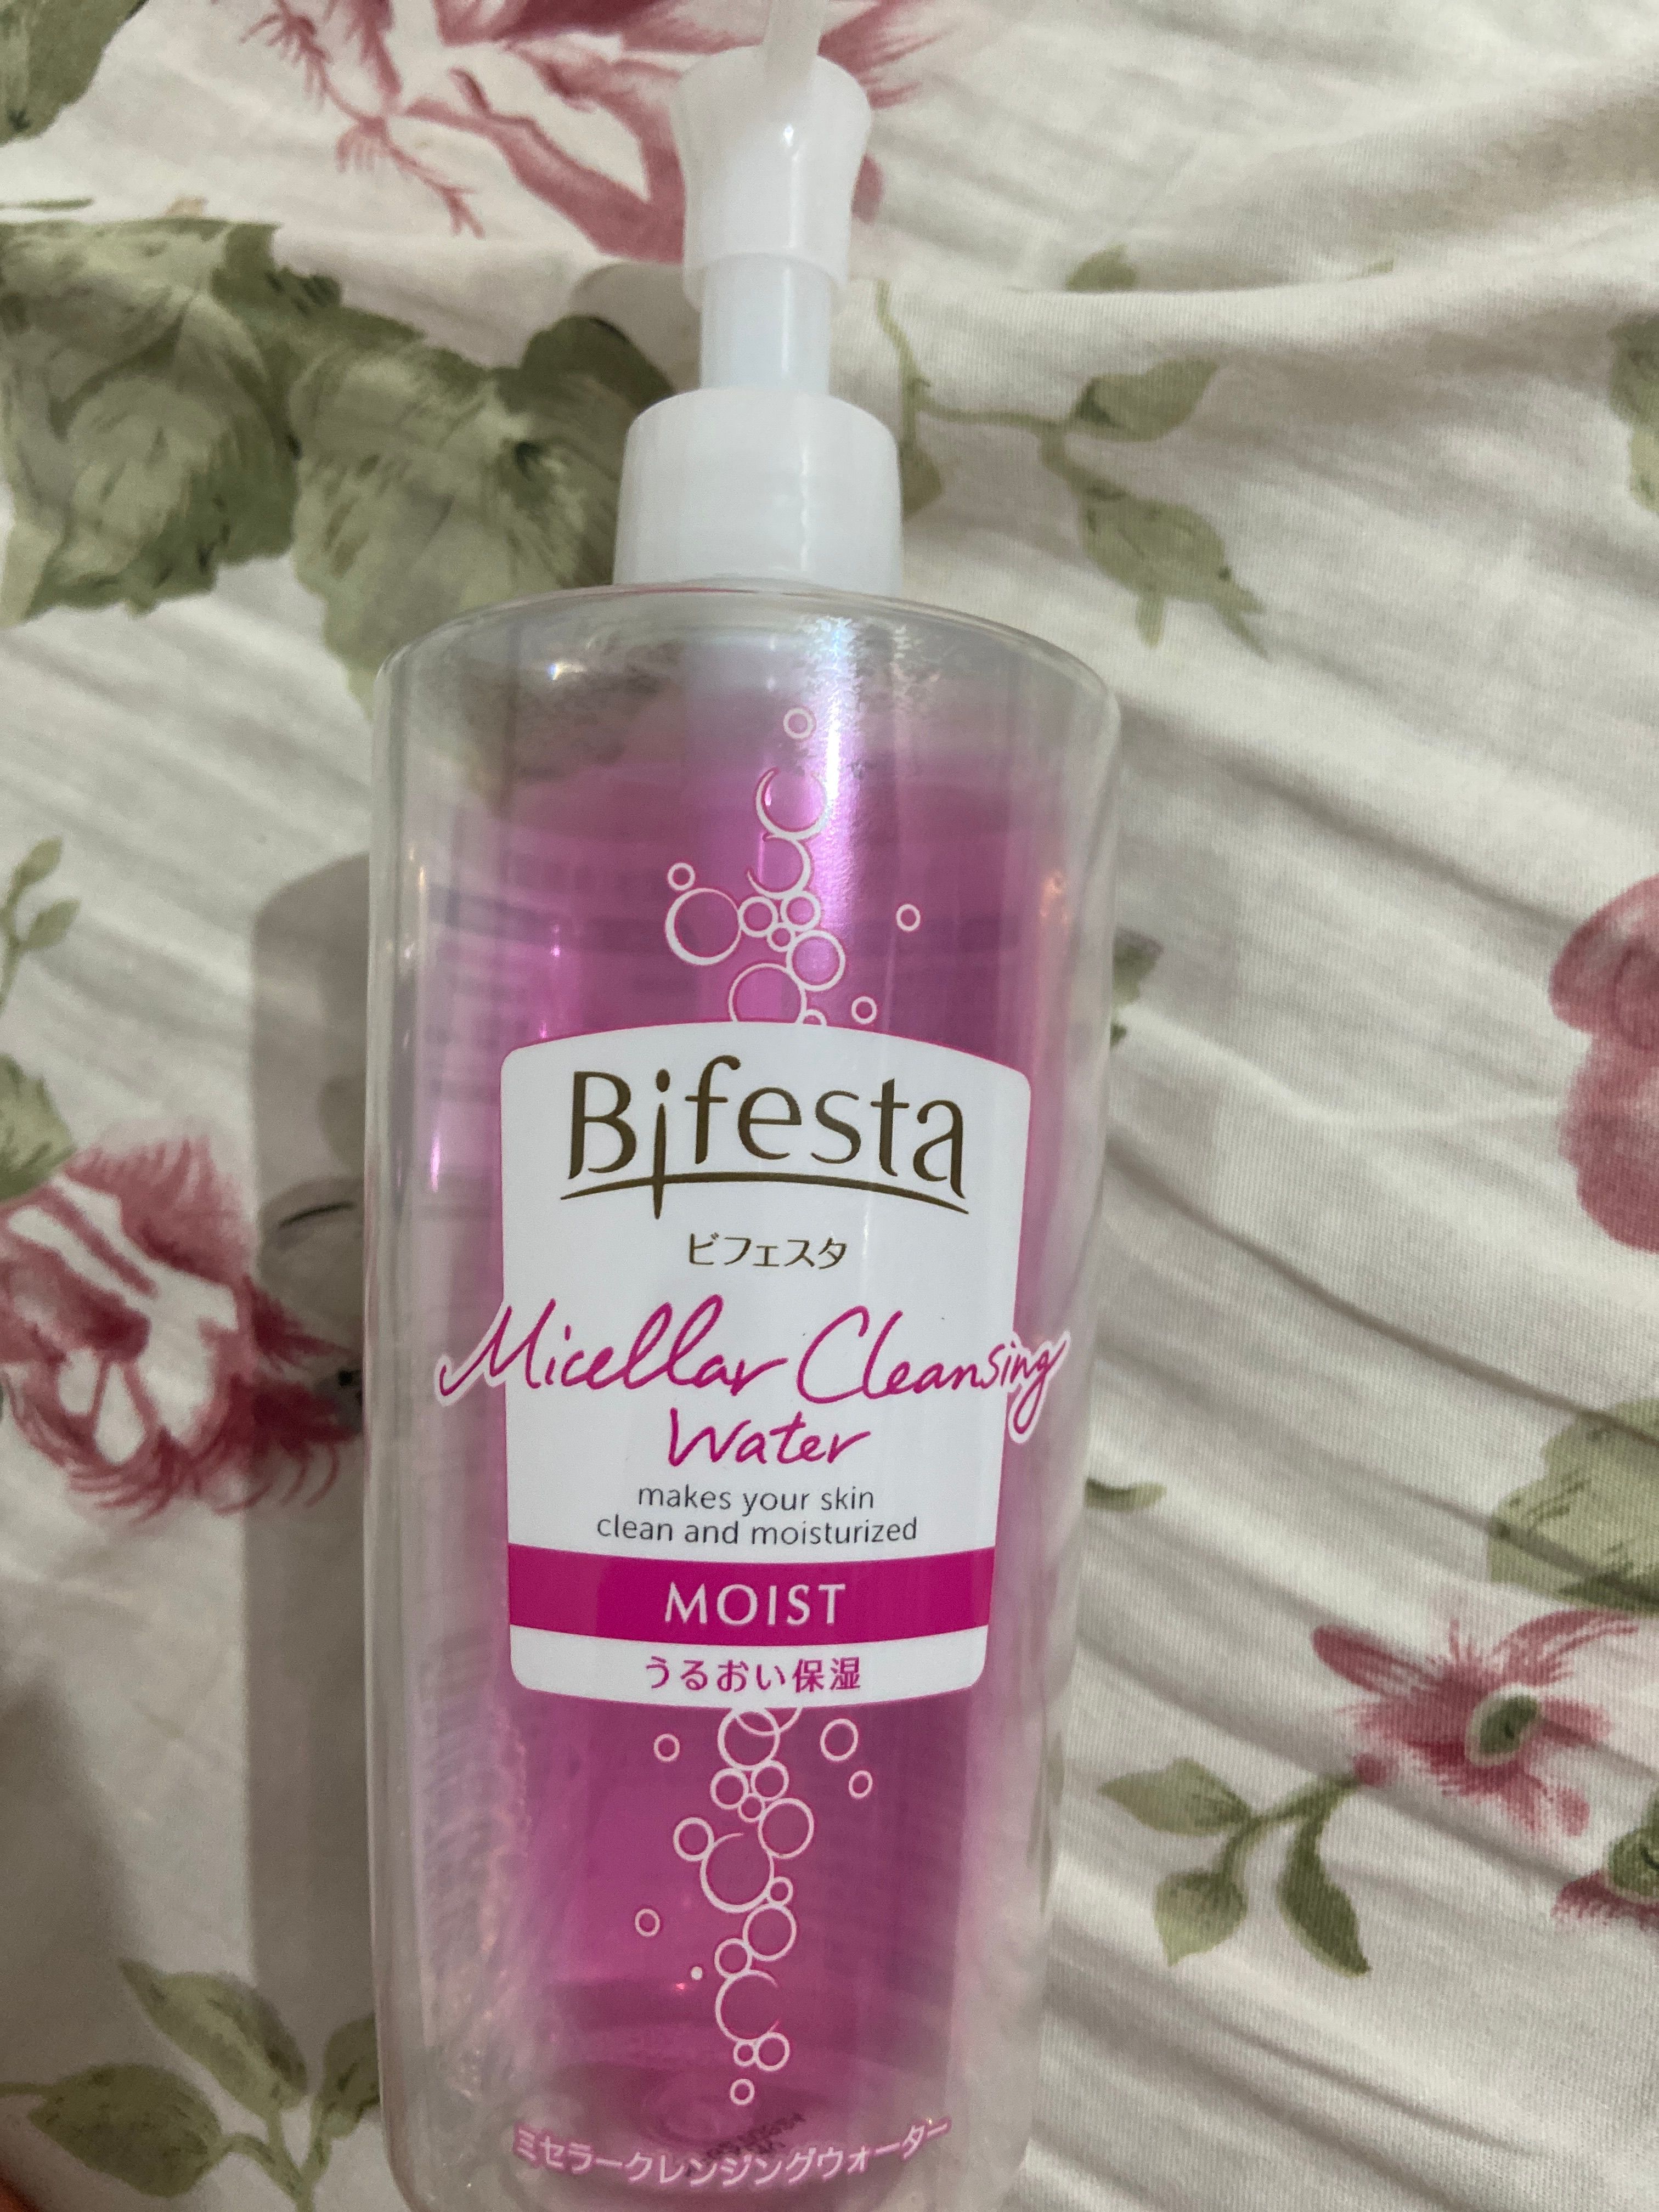 Bifesta
ビフェスタ
Micellar Cleansing
Water
makes your skin
clean and moisturized
MOIST
うるおい保湿
ミセラークレンジングウォーター